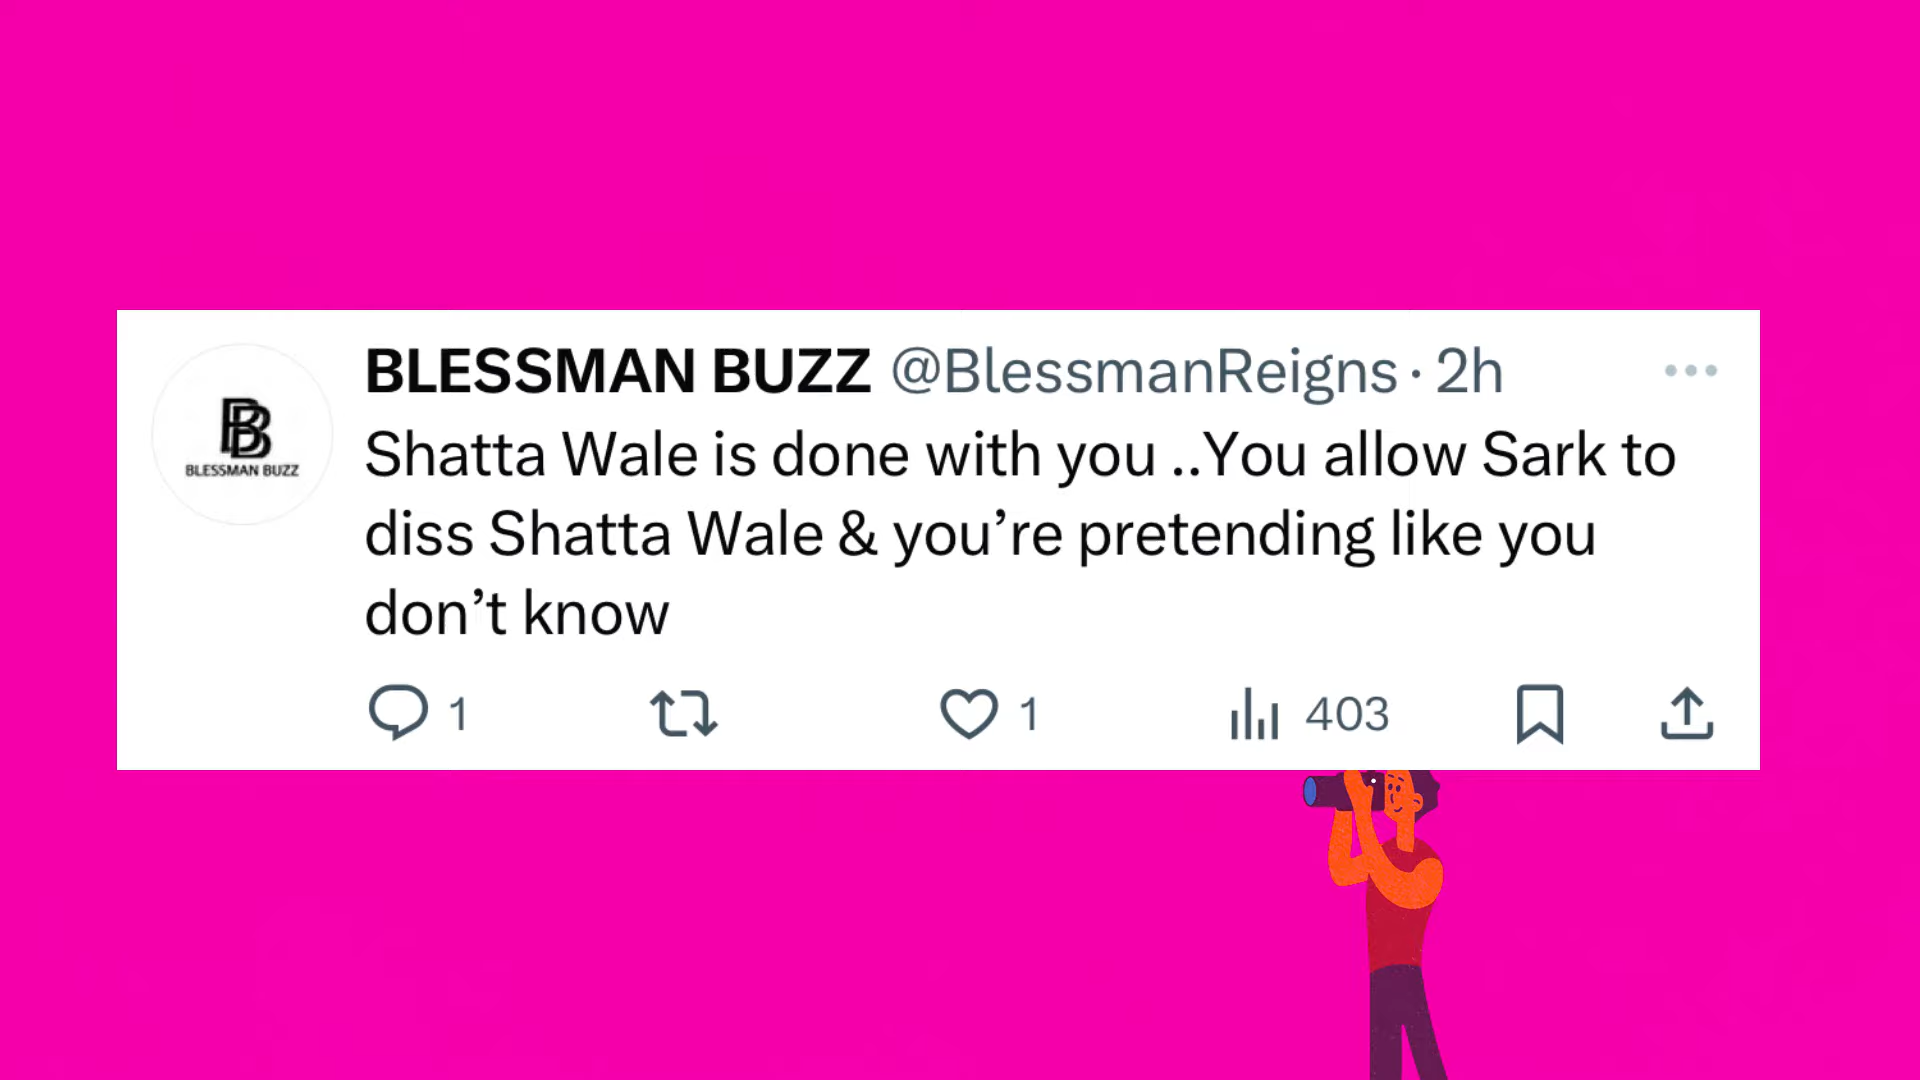 BLESSMAN BUZZ @BlessmanReigns · 2h
BB
BLESSMAN BUZZ
Shatta Wale is done with you ..You allow Sark to
diss Shatta Wale & you’re pretending like you
don’t know
1 1 403